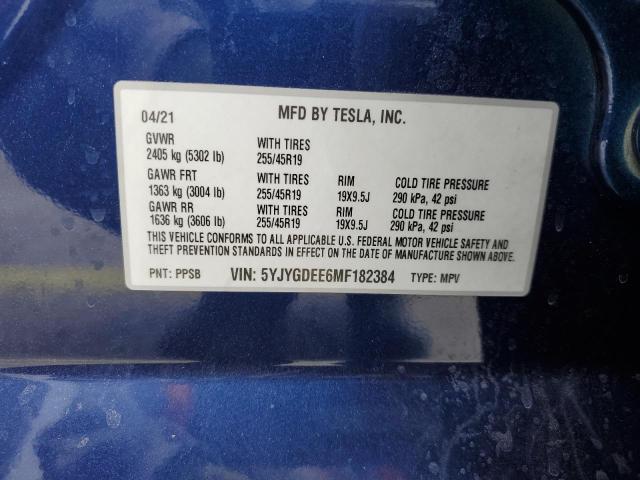 04/21 MFD BY TESLA, INC.
GVWR WITH TIRES
2405 kg (5302 lb) 255/45R19
GAWR FRT WITH TIRES RIM COLD TIRE PRESSURE
1363 kg (3004 lb) 255/45R19 19X9.5J 290 kPa, 42 psi
GAWR RR WITH TIRES RIM COLD TIRE PRESSURE
1636 kg (3606 lb) 255/45R19 19X9.5J 290 kPa, 42 psi
THIS VEHICLE CONFORMS TO ALL APPLICABLE U.S. FEDERAL MOTOR VEHICLE SAFETY AND
THEFT PREVENTION STANDARDS IN EFFECT ON THE DATE OF MANUFACTURE SHOWN ABOVE.
PNT: PPSB VIN: 5YJYGDEE6MF182384 TYPE: MPV